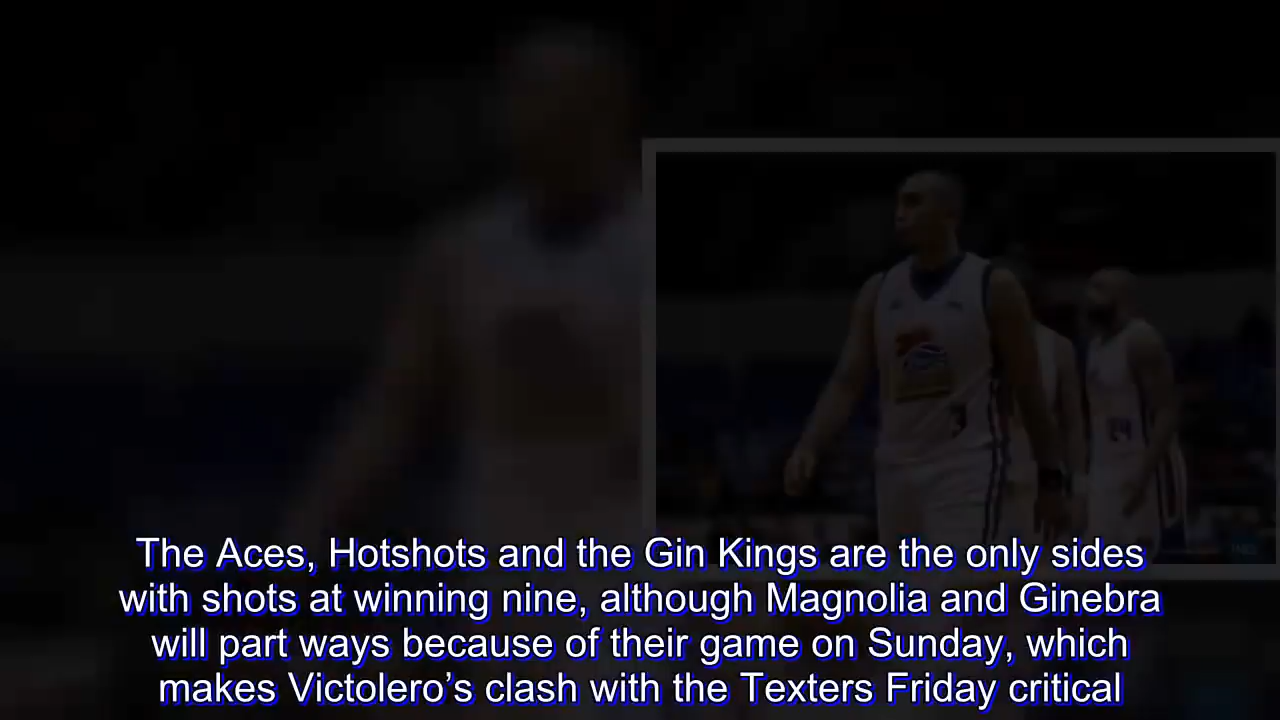 The Aces, Hotshots and the Gin Kings are the only sides
with shots at winning nine, although Magnolia and Ginebra
will part ways because of their game on Sunday, which
makes Victolero’s clash with the Texters Friday critical